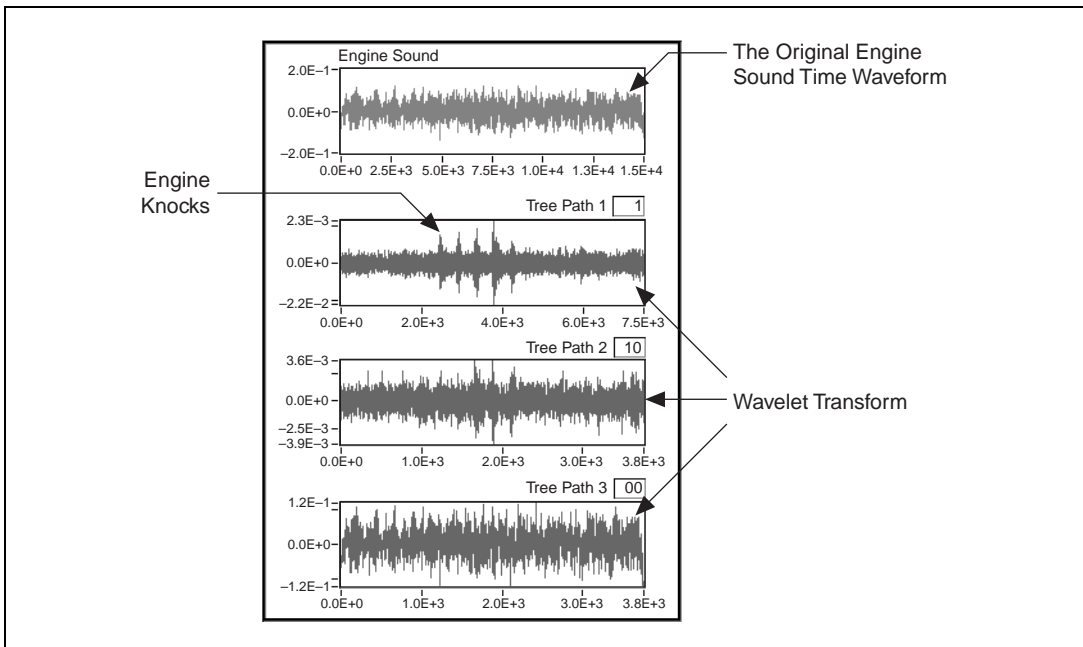 Engine Sound
2.0E−1
0.0E+0
−2.0E−1
0.0E+0 2.5E+3 5.0E+3 7.5E+3 1.0E+4 1.3E+4 1.5E+4
The Original Engine
Sound Time Waveform
Engine
Knocks
Tree Path 1 1
2.3E−3
0.0E+0
−2.2E−2
0.0E+0 2.0E+3 4.0E+3 6.0E+3 7.5E+3
Tree Path 2 10
3.6E−3
0.0E+0
−2.5E−3
−3.9E−3
0.0E+0 1.0E+3 2.0E+3 3.0E+3 3.8E+3
Wavelet Transform
Tree Path 3 00
1.2E−1
0.0E+0
−1.2E−1
0.0E+0 1.0E+3 2.0E+3 3.0E+3 3.8E+3